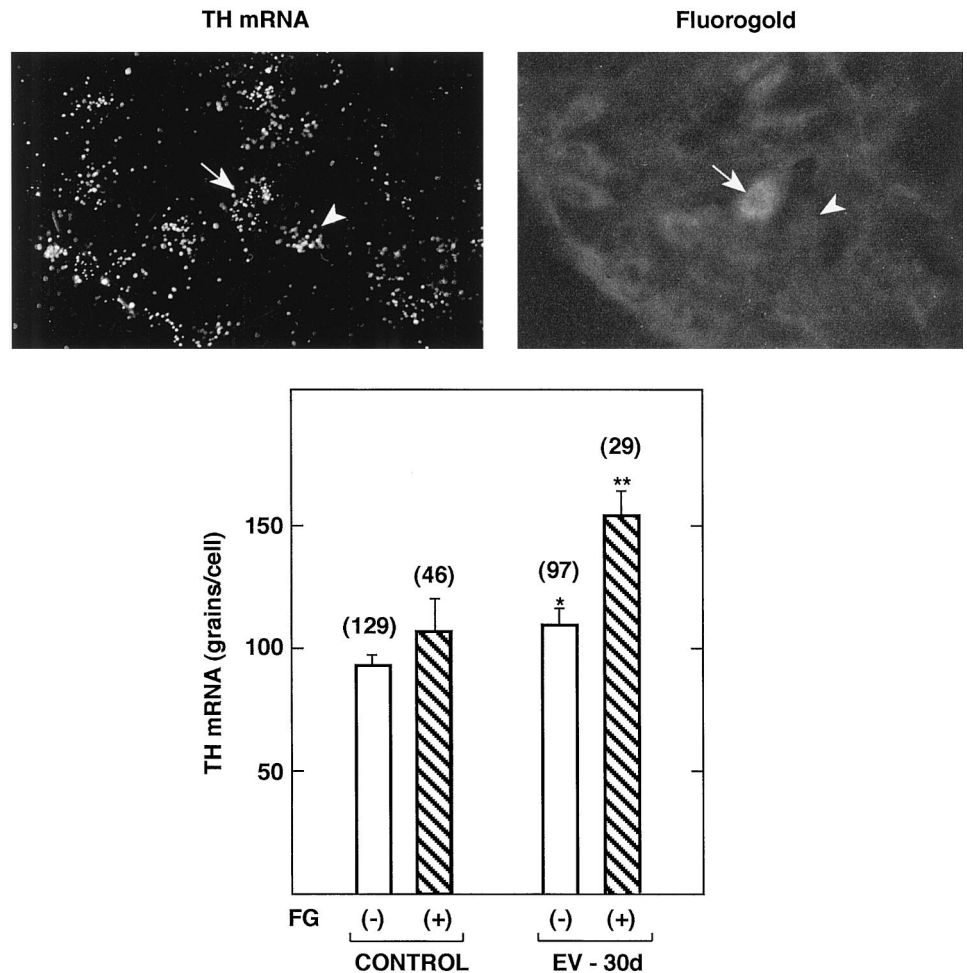 TH mRNA
Fluorogold
TH mRNA (grains/cell)
150
100
50
(129)
(46)
(97)
*
(29)
**
FG (-) (+) (-) (+)
CONTROL EV - 30d